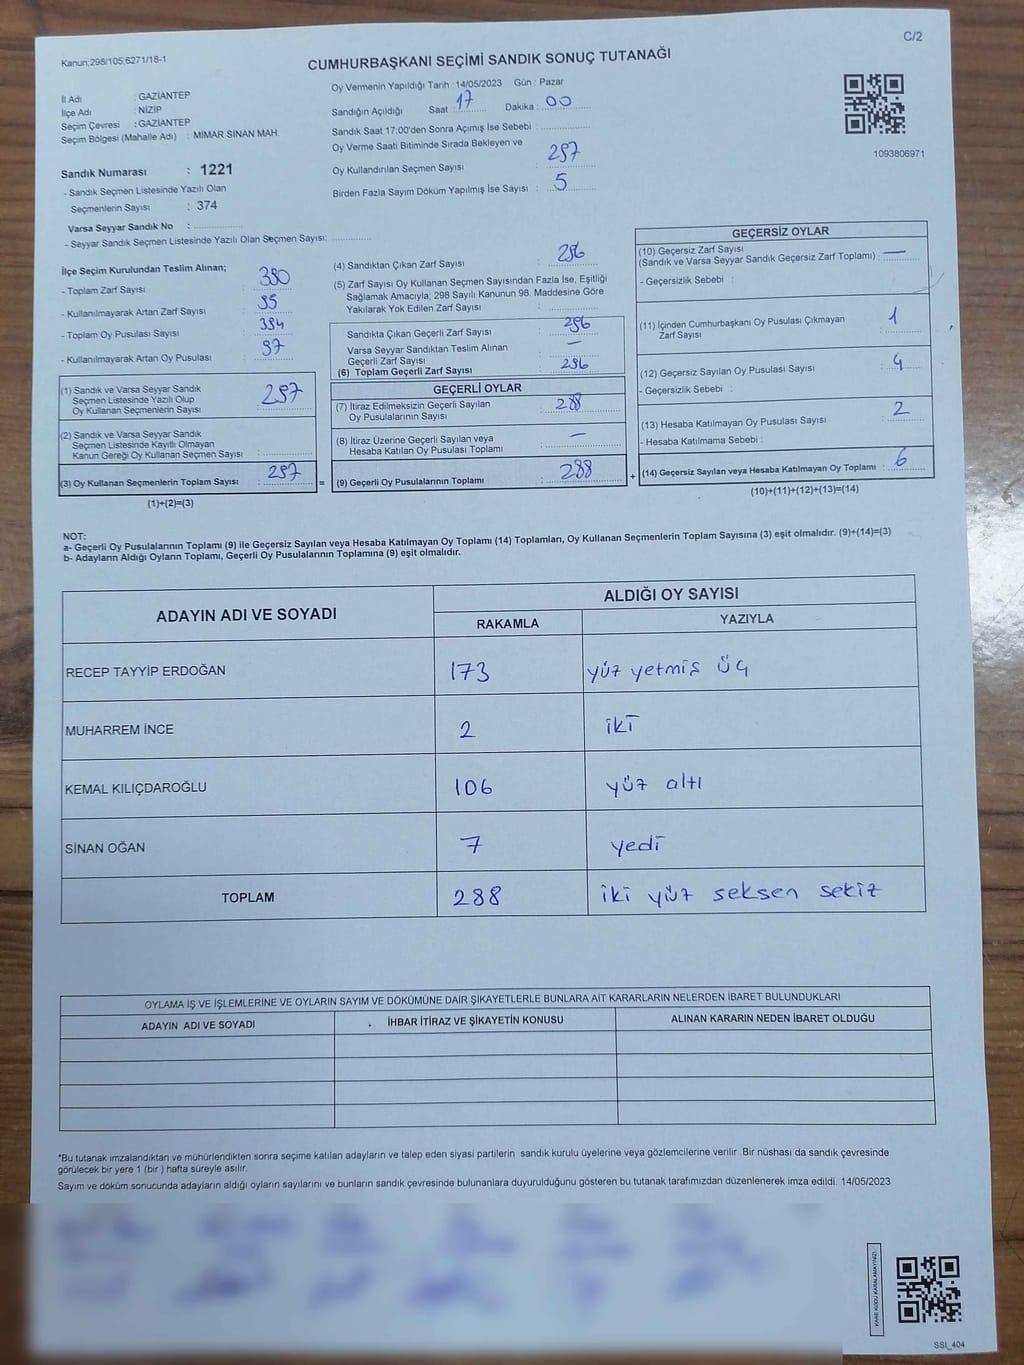 C/2
Kanun:298/105;6271/18-1
CUMHURBAŞKANI SEÇİMİ SANDIK SONUÇ TUTANAĞI
İl Adı : GAZİANTEP
İlçe Adı : NİZİP
Seçim Çevresi : GAZİANTEP
Seçim Bölgesi (Mahalle Adı) : MİMAR SİNAN MAH.
Sandık Numarası : 1221
- Sandık Seçmen Listesinde Yazılı Olan
Seçmenlerin Sayısı : 374
Varsa Seyyar Sandık No :
- Seyyar Sandık Seçmen Listesinde Yazılı Olan Seçmen Sayısı:
Oy Vermenin Yapıldığı Tarih : 14/05/2023 Gün : Pazar
Sandığın Açıldığı Saat : 17 Dakika : 00
Sandık Saat 17:00'den Sonra Açımış İse Sebebi :
Oy Verme Saati Bitiminde Sırada Bekleyen ve
Oy Kullandırılan Seçmen Sayısı : 297
Birden Fazla Sayım Döküm Yapılmış İse Sayısı : 5
1093806971
İlçe Seçim Kurulundan Teslim Alınan;
- Toplam Zarf Sayısı : 390
- Kullanılmayarak Artan Zarf Sayısı : 95
- Toplam Oy Pusulası Sayısı : 394
- Kullanılmayarak Artan Oy Pusulası : 97
(1) Sandık ve Varsa Seyyar Sandık
Seçmen Listesinde Yazılı Olup
Oy Kullanan Seçmenlerin Sayısı : 297
(2) Sandık ve Varsa Seyyar Sandık
Seçmen Listesinde Kayıtlı Olmayan
Kanun Gereği Oy Kullanan Seçmen Sayısı :
(3) Oy Kullanan Seçmenlerin Toplam Sayısı : 297
(1)+(2)=(3)
(4) Sandıktan Çıkan Zarf Sayısı : 296
(5) Zarf Sayısı Oy Kullanan Seçmen Sayısından Fazla İse, Eşitliği
Sağlamak Amacıyla; 298 Sayılı Kanunun 98. Maddesine Göre
Yakılarak Yok Edilen Zarf Sayısı :
Sandıkta Çıkan Geçerli Zarf Sayısı : 296
Varsa Seyyar Sandıktan Teslim Alınan
Geçerli Zarf Sayısı : —
(6) Toplam Geçerli Zarf Sayısı : 296
GEÇERLİ OYLAR
(7) İtiraz Edilmeksizin Geçerli Sayılan
Oy Pusulalarının Sayısı : 288
(8) İtiraz Üzerine Geçerli Sayılan veya
Hesaba Katılan Oy Pusulası Toplamı : —
= (9) Geçerli Oy Pusulalarının Toplamı : 288
GEÇERSİZ OYLAR
(10) Geçersiz Zarf Sayısı
(Sandık ve Varsa Seyyar Sandık Geçersiz Zarf Toplamı) : —
- Geçersizlik Sebebi :
(11) İçinden Cumhurbaşkanı Oy Pusulası Çıkmayan
Zarf Sayısı : 1
(12) Geçersiz Sayılan Oy Pusulası Sayısı : 4
- Geçersizlik Sebebi :
(13) Hesaba Katılmayan Oy Pusulası Sayısı : 2
- Hesaba Katılmama Sebebi :
+ (14) Geçersiz Sayılan veya Hesaba Katılmayan Oy Toplamı : 6
(10)+(11)+(12)+(13)=(14)
NOT:
a- Geçerli Oy Pusulalarının Toplamı (9) ile Geçersiz Sayılan veya Hesaba Katılmayan Oy Toplamı (14) Toplamları, Oy Kullanan Seçmenlerin Toplam Sayısına (3) eşit olmalıdır. (9)+(14)=(3)
b- Adayların Aldığı Oyların Toplamı, Geçerli Oy Pusulalarının Toplamına (9) eşit olmalıdır.
ADAYIN ADI VE SOYADI ALDIĞI OY SAYISI
RAKAMLA YAZIYLA
RECEP TAYYİP ERDOĞAN 173 yüz yetmiş üç
MUHARREM İNCE 2 iki
KEMAL KILIÇDAROĞLU 106 yüz altı
SİNAN OĞAN 7 yedi
TOPLAM 288 iki yüz seksen sekiz
OYLAMA İŞ VE İŞLEMLERİNE VE OYLARIN SAYIM VE DÖKÜMÜNE DAİR ŞİKAYETLERLE BUNLARA AİT KARARLARIN NELERDEN İBARET BULUNDUKLARI
ADAYIN ADI VE SOYADI İHBAR İTİRAZ VE ŞİKAYETİN KONUSU ALINAN KARARIN NEDEN İBARET OLDUĞU
*Bu tutanak imzalandıktan ve mühürlendikten sonra seçime katılan adayların ve talep eden siyasi partilerin sandık kurulu üyelerine veya gözlemcilerine verilir .Bir nüshası da sandık çevresinde
görülecek bir yere 1 (bir ) hafta süreyle asılır.
Sayım ve döküm sonucunda adayların aldığı oyların sayılarını ve bunların sandık çevresinde bulunanlara duyurulduğunu gösteren bu tutanak tarafımızdan düzenlenerek imza edildi. 14/05/2023
KARE KODU KARALAMAYINIZ!
SSI_404